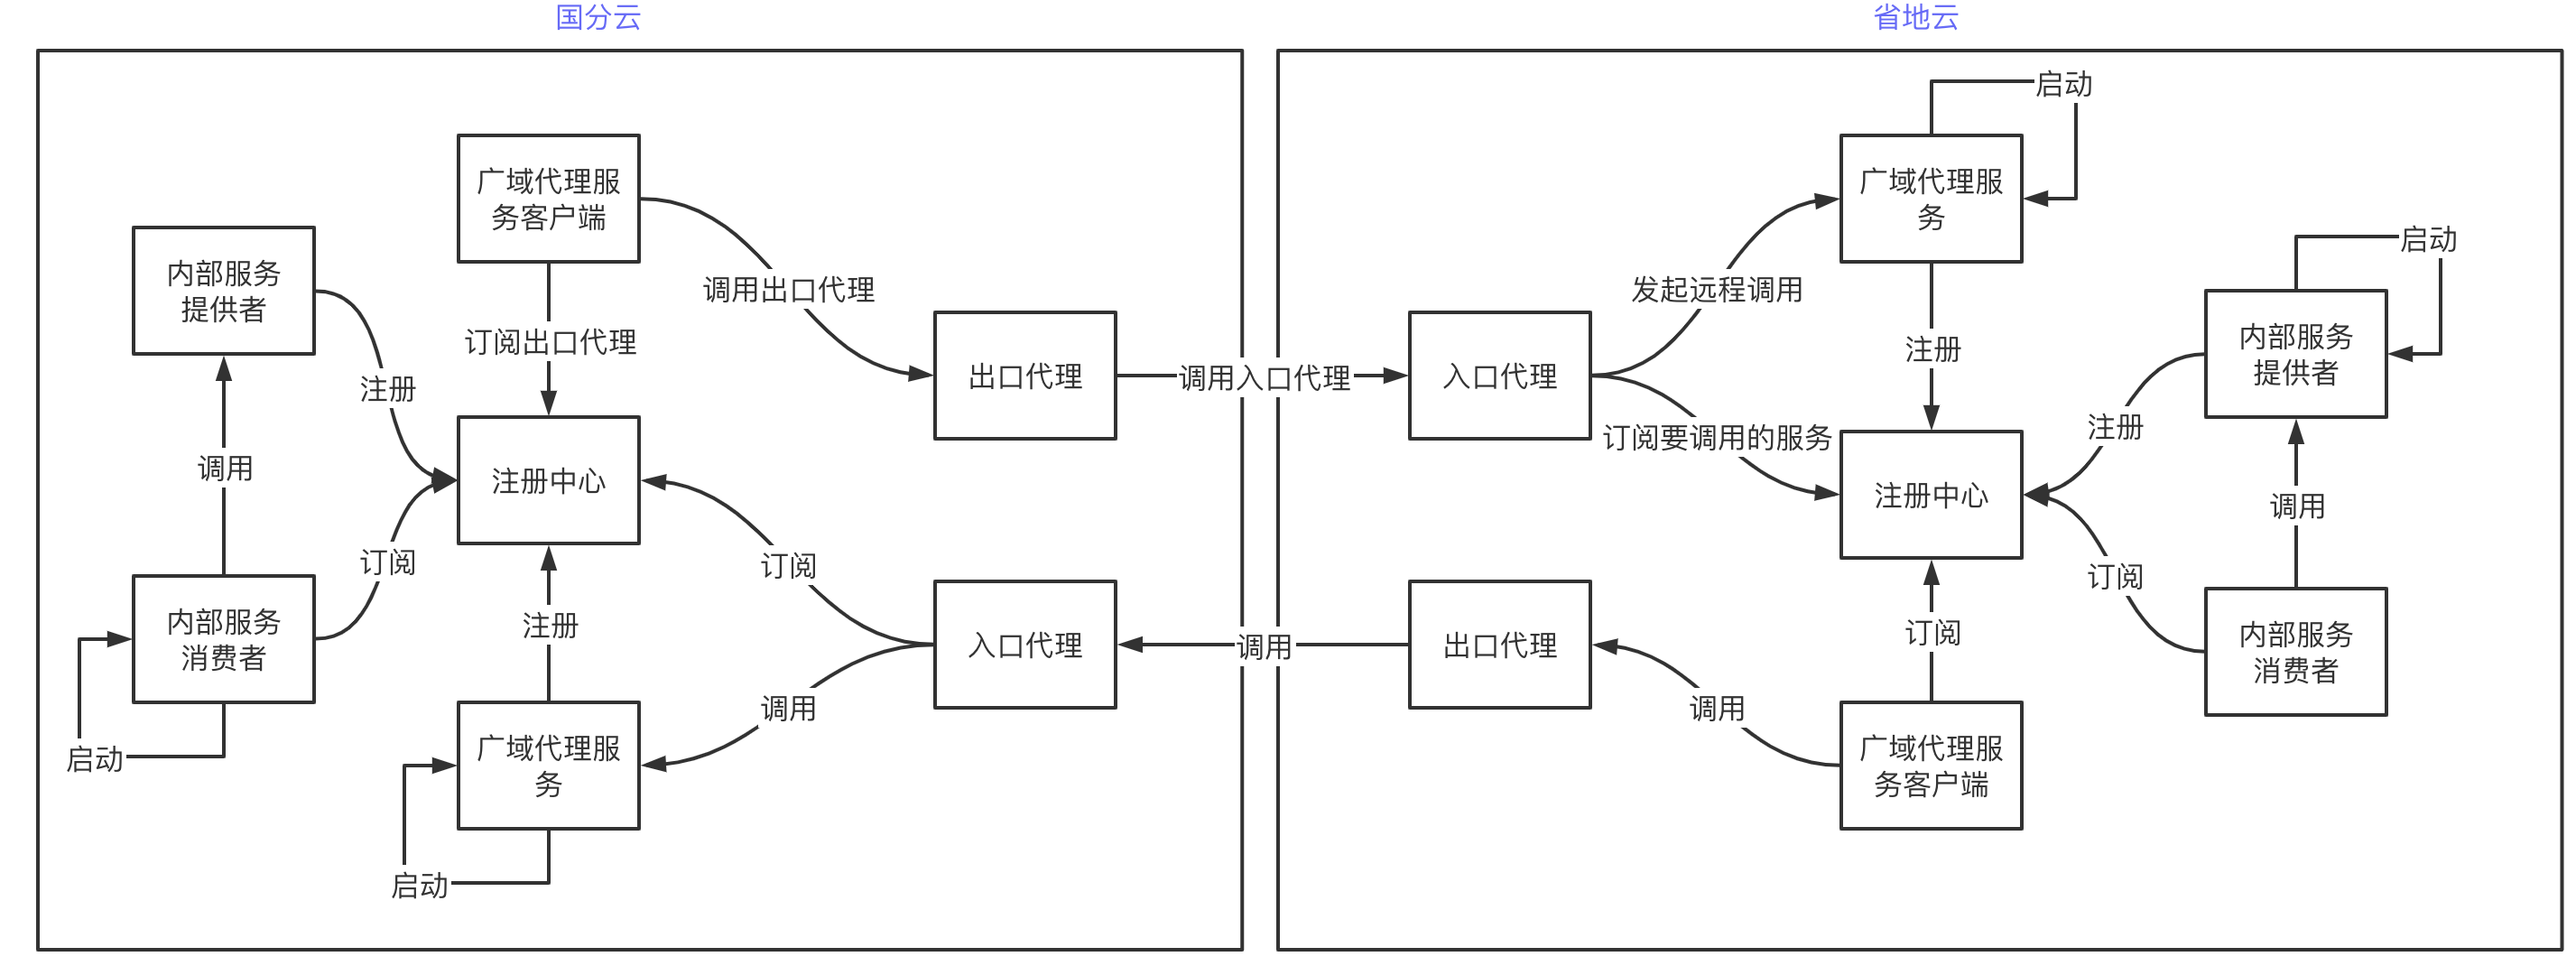 国分云
省地云
启动
广域代理服
务客户端
广域代理服
务
启动
内部服务
提供者
调用出口代理
发起远程调用
内部服务
提供者
订阅出口代理
注册
出口代理
调用入口代理
入口代理
注册
注册
订阅要调用的服务
调用
注册中心
注册中心
调用
订阅
订阅
订阅
内部服务
消费者
注册
入口代理
调用
出口代理
订阅
内部服务
消费者
调用
调用
启动
广域代理服
务
广域代理服
务客户端
启动